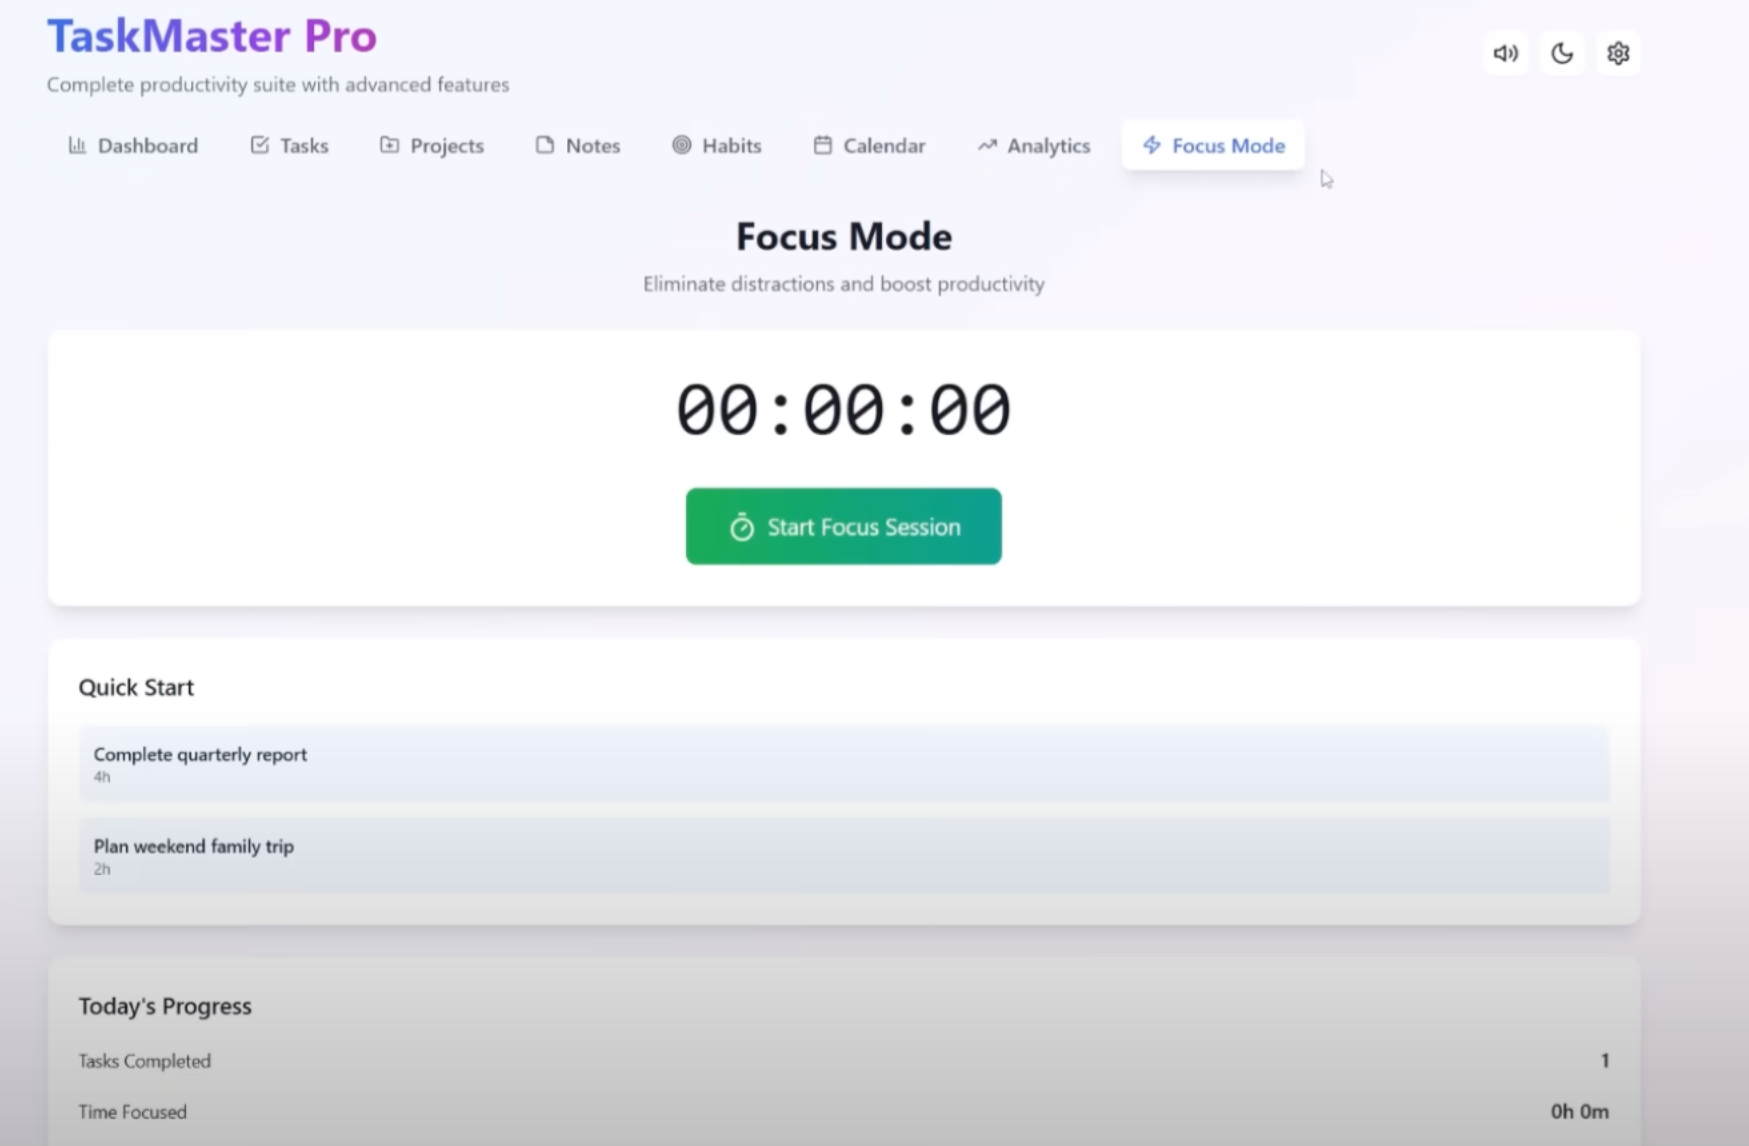 TaskMaster Pro
Complete productivity suite with advanced features
Dashboard Tasks Projects Notes Habits Calendar Analytics Focus Mode
Focus Mode
Eliminate distractions and boost productivity
00:00:00
Start Focus Session
Quick Start
Complete quarterly report
4h
Plan weekend family trip
2h
Today's Progress
Tasks Completed 1
Time Focused 0h 0m